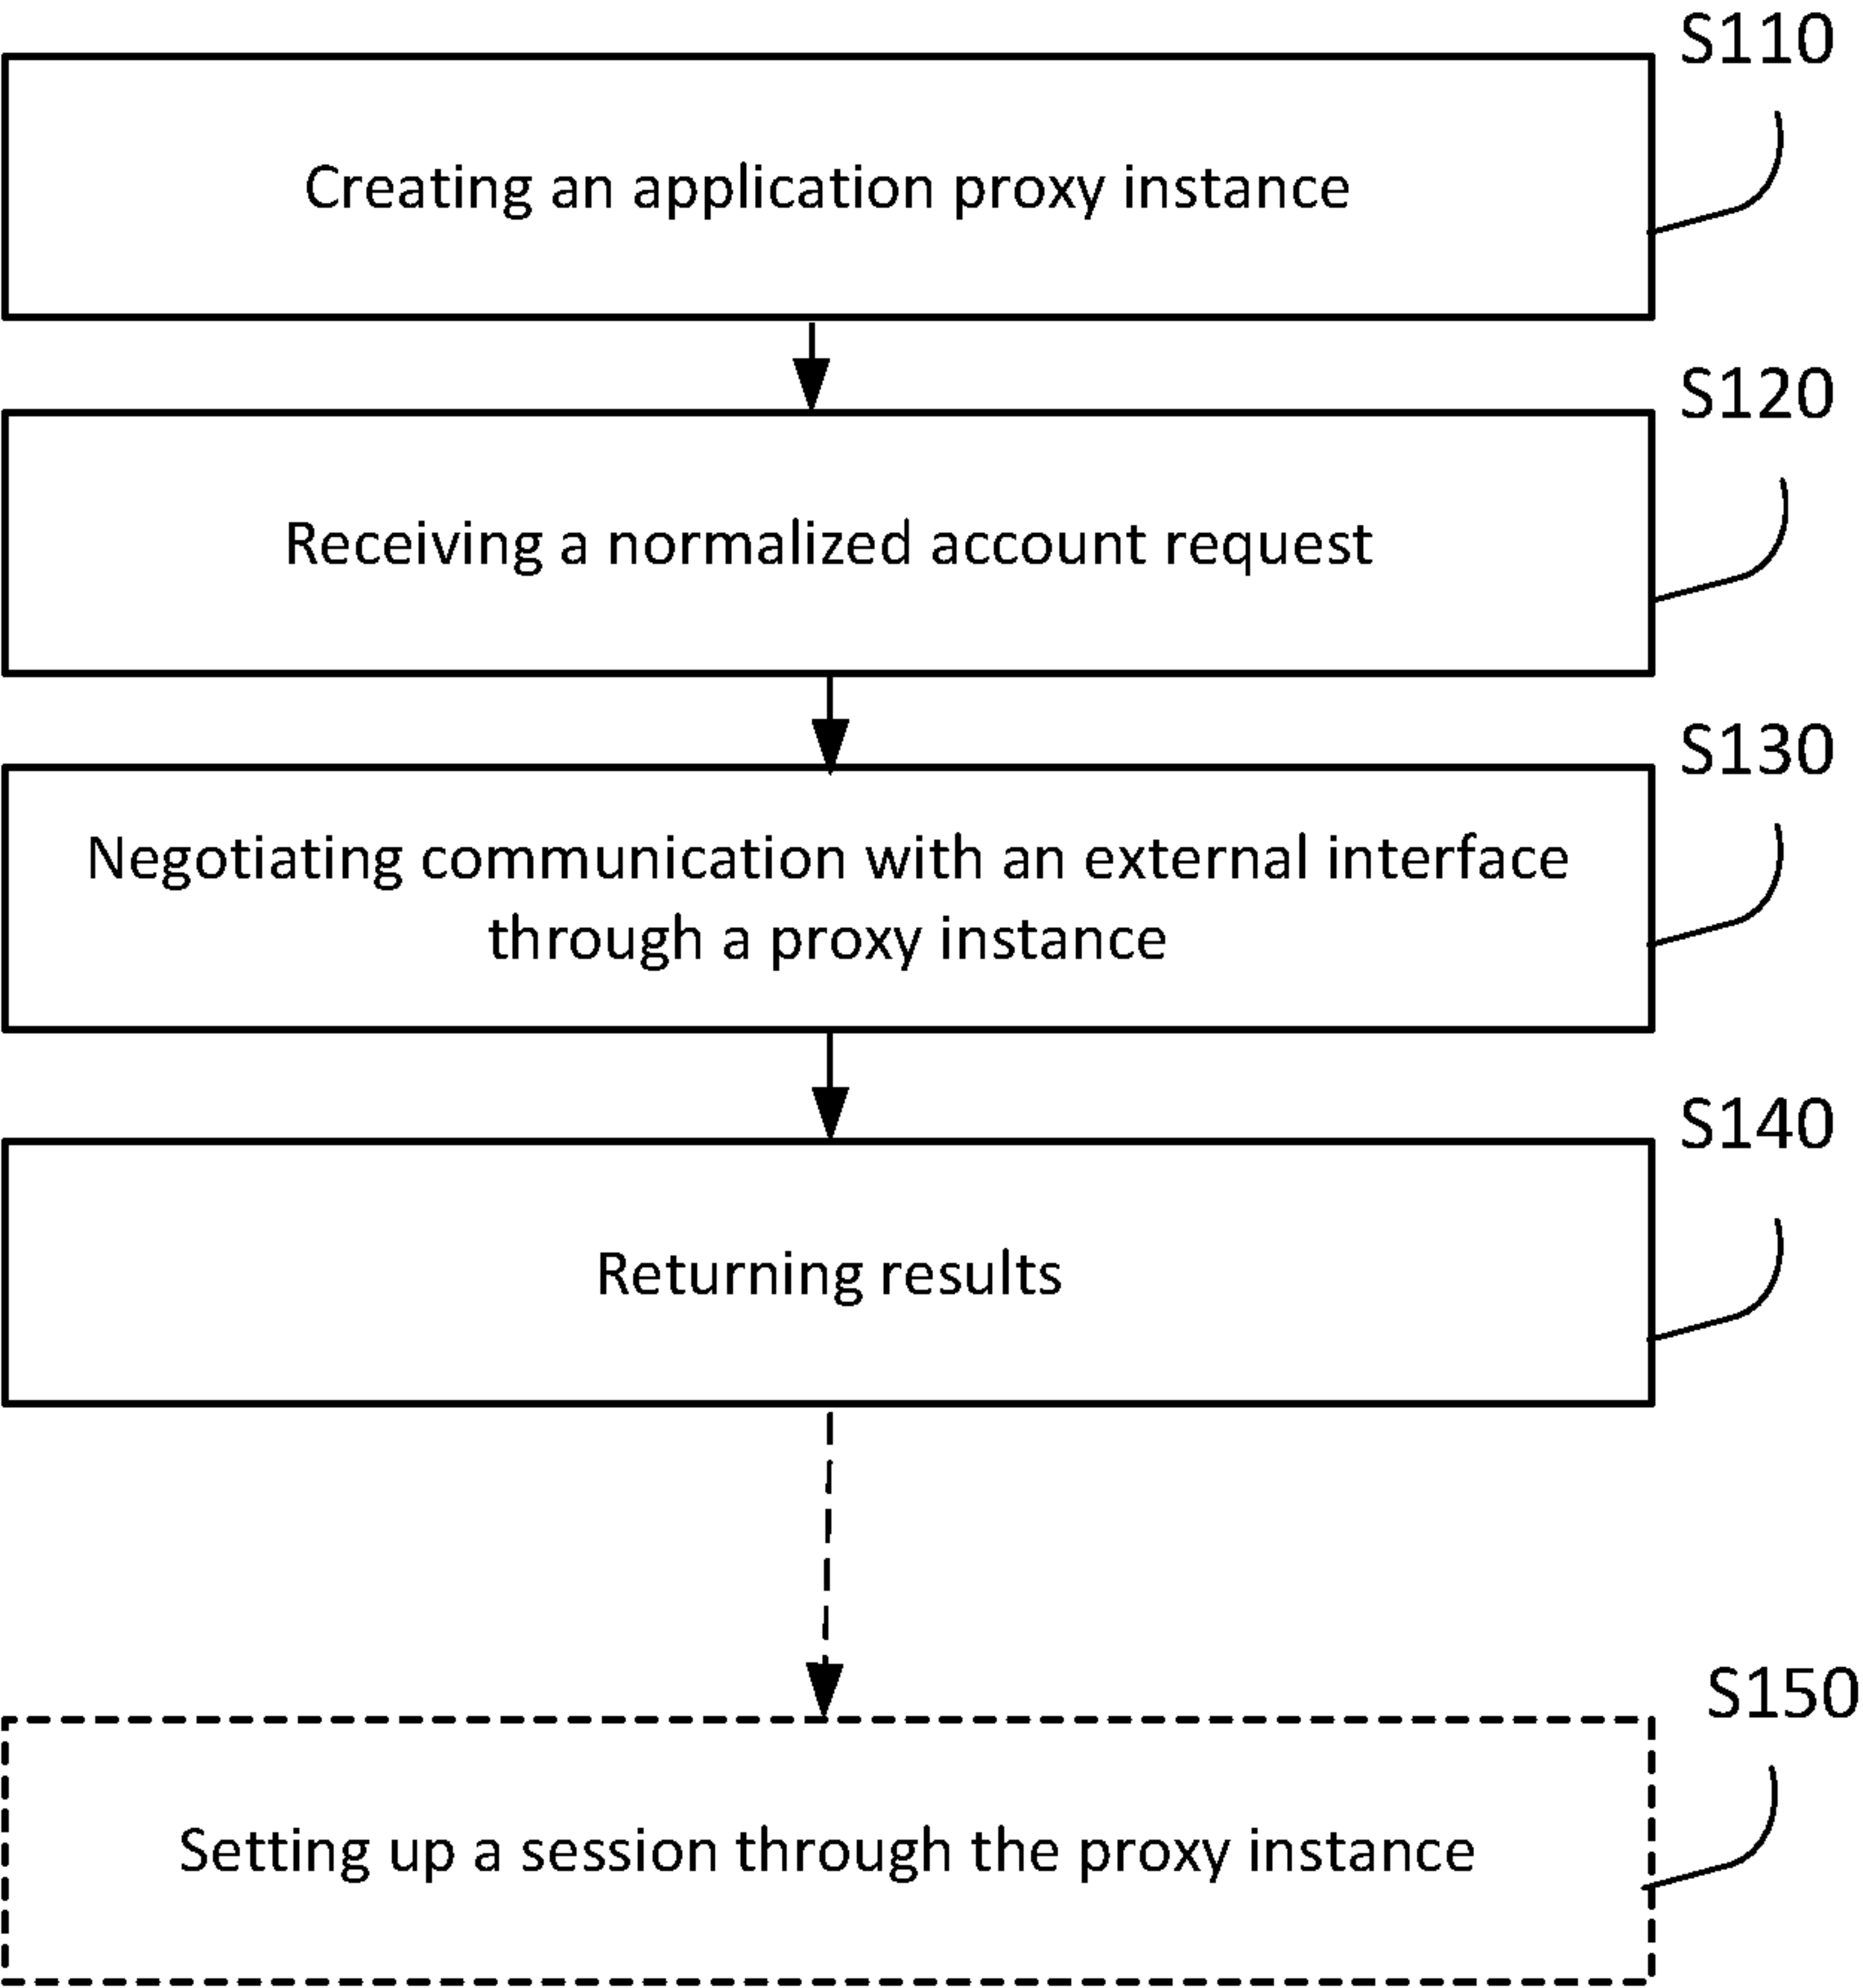 S110
Creating an application proxy instance
S120
Receiving a normalized account request
S130
Negotiating communication with an external interface
through a proxy instance
S140
Returning results
S150
Setting up a session through the proxy instance